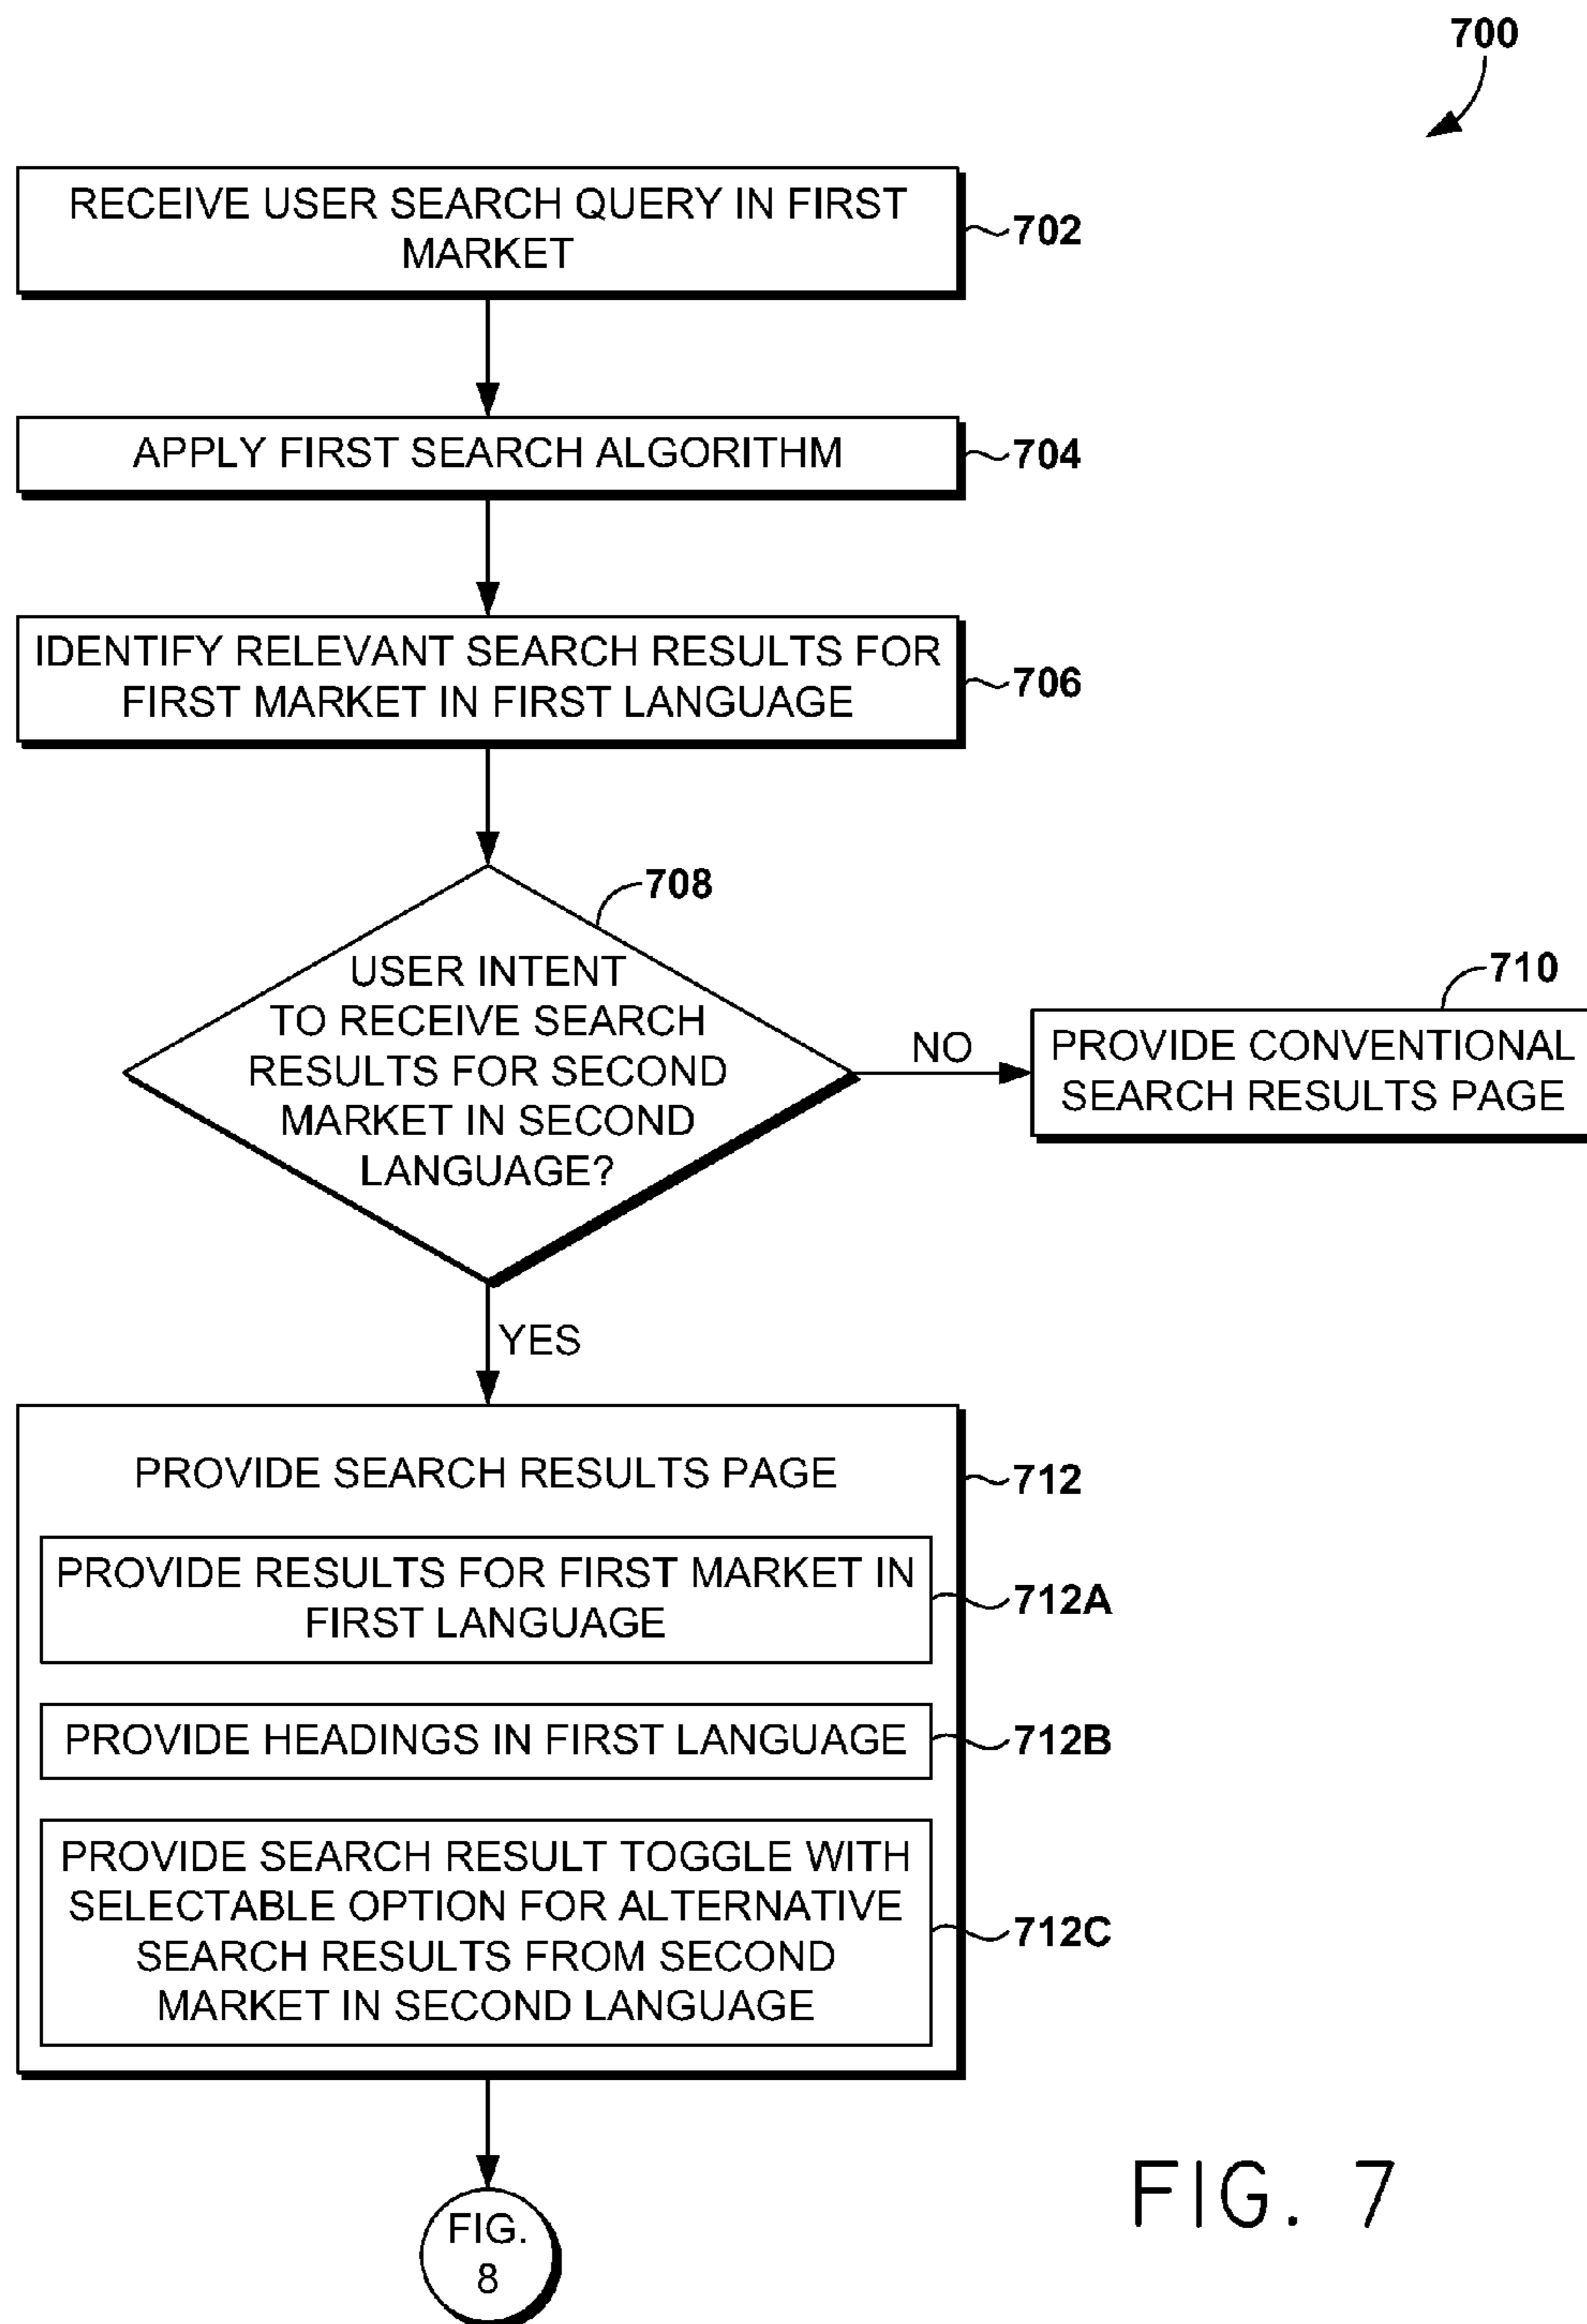 700
RECEIVE USER SEARCH QUERY IN FIRST
MARKET
702
APPLY FIRST SEARCH ALGORITHM
704
IDENTIFY RELEVANT SEARCH RESULTS FOR
FIRST MARKET IN FIRST LANGUAGE
706
708
USER INTENT
TO RECEIVE SEARCH
RESULTS FOR SECOND
MARKET IN SECOND
LANGUAGE?
NO
710
PROVIDE CONVENTIONAL
SEARCH RESULTS PAGE
YES
PROVIDE SEARCH RESULTS PAGE
712
PROVIDE RESULTS FOR FIRST MARKET IN
FIRST LANGUAGE
712A
PROVIDE HEADINGS IN FIRST LANGUAGE
712B
PROVIDE SEARCH RESULT TOGGLE WITH
SELECTABLE OPTION FOR ALTERNATIVE
SEARCH RESULTS FROM SECOND
MARKET IN SECOND LANGUAGE
712C
FIG.
8
FIG. 7